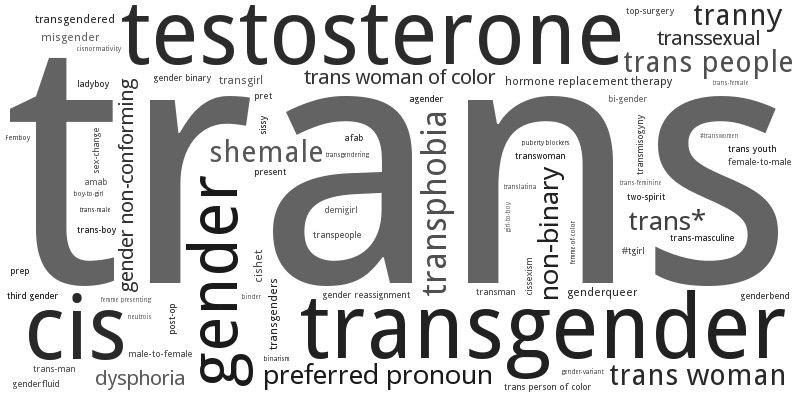 transgendered
misgender
cisnormativity
testosterone
top-surgery
tranny
transsexual
trans people
ladyboy
gender binary
transgirl
trans woman of color
hormone replacement therapy
trans-female
trans
gender non-conforming
pret
sissy
agender
bi-gender
Femboy
sex-change
shemale
afab
transgendering
transphobia
puberty blockers
transwoman
transmisogyny
#transwomen
trans youth
female-to-male
amab
boy-to-girl
trans-male
trans-boy
present
demigirl
transpeople
translatina
girl-to-boy
non-binary
femme of-color
trans-feminine
two-spirit
trans*
trans-masculine
#tgirl
prep
gender
cishet
cissexism
third gender
femme presenting
neutrois
binder
transgenders
gender reassignment
transman
genderqueer
genderbend
cis
post-op
transgender
male-to-female
binarism
trans-man
genderfluid
dysphoria
preferred pronoun
gender-variant
trans person of color
trans woman